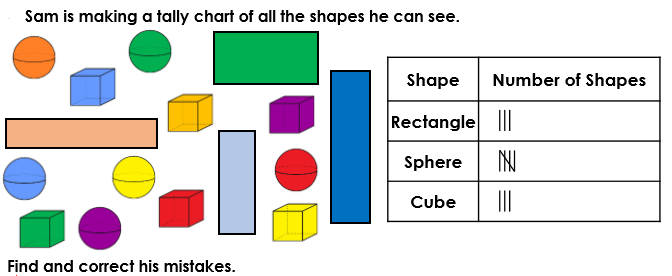 Sam is making a tally chart of all the shapes he can see.
Shape Number of Shapes
Rectangle
Sphere
Cube
Find and correct his mistakes.